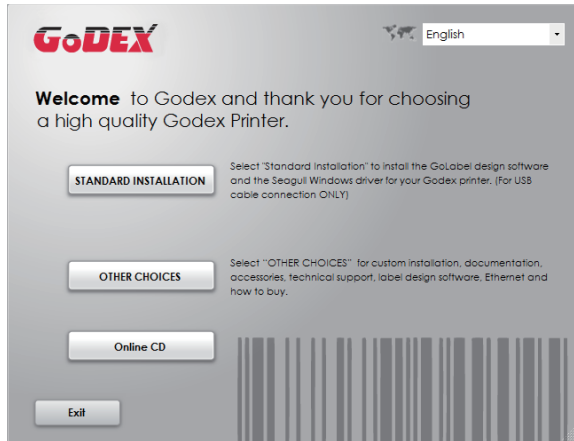 GODEX
English
Welcome to Godex and thank you for choosing
a high quality Godex Printer.
STANDARD INSTALLATION
Select "Standard Installation" to install the GoLabel design software
and the Seagull Windows driver for your Godex printer. (For USB
cable connection ONLY)
OTHER CHOICES
Select "OTHER CHOICES" for custom installation, documentation,
accessories, technical support, label design software, Ethernet and
how to buy.
Online CD
Exit